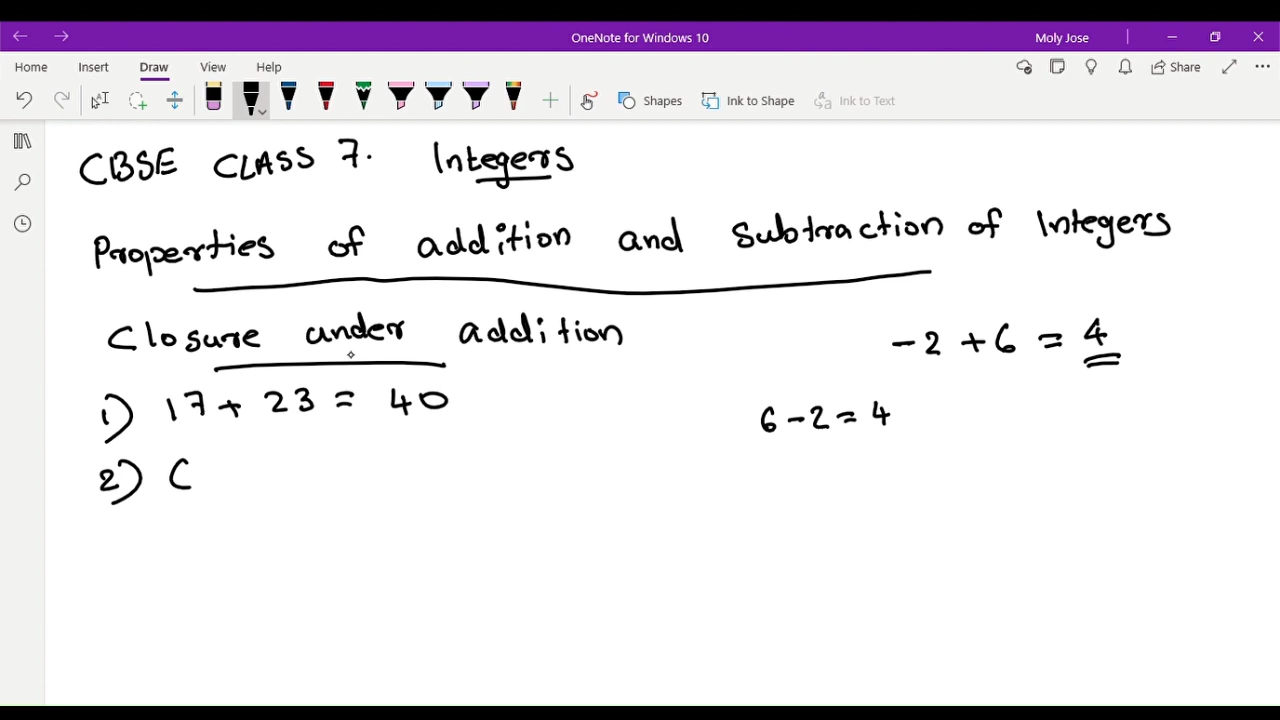 OneNote for Windows 10
Moly Jose
Home Insert Draw View Help
Share
Shapes Ink to Shape Ink to Text
CBSE CLASS 7. Integers
Properties of addition and subtraction of Integers
Closure under addition
-2 + 6 = 4
1) 17 + 23 = 40
6 - 2 = 4
2) (